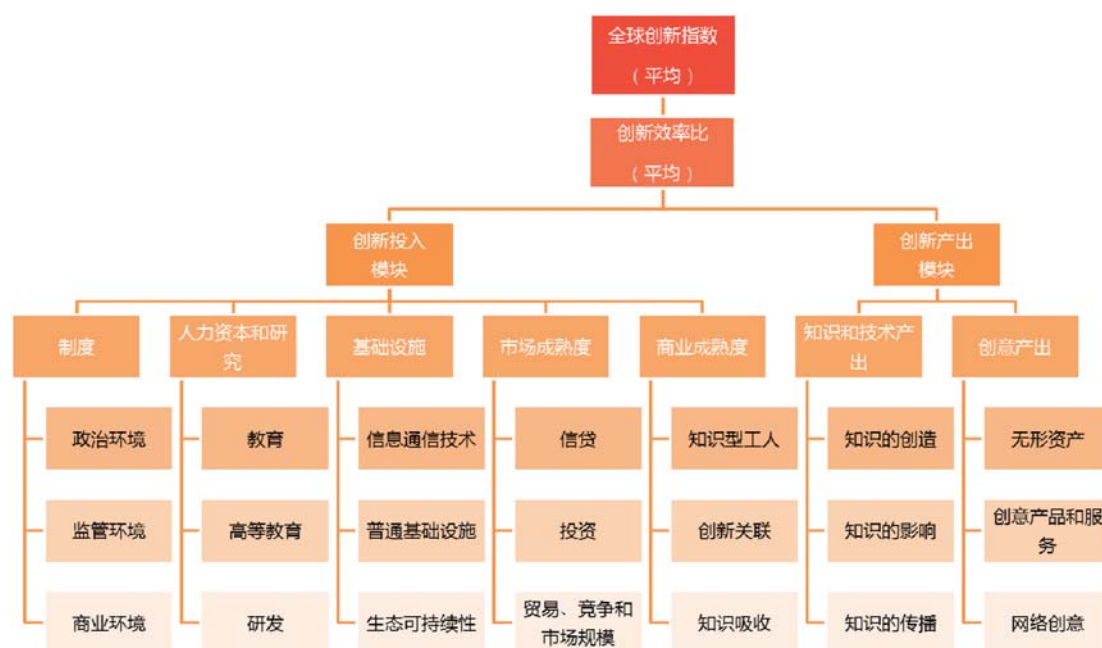 全球创新指数
（平均）
创新效率比
（平均）
创新投入
模块
创新产出
模块
制度
人力资本和研
究
基础设施
市场成熟度
商业成熟度
知识和技术产
出
创意产出
政治环境
教育
信息通信技术
信贷
知识型工人
知识的创造
无形资产
监管环境
高等教育
普通基础设施
投资
创新关联
知识的影响
创意产品和服
务
商业环境
研发
生态可持续性
贸易、竞争和
市场规模
知识吸收
知识的传播
网络创意